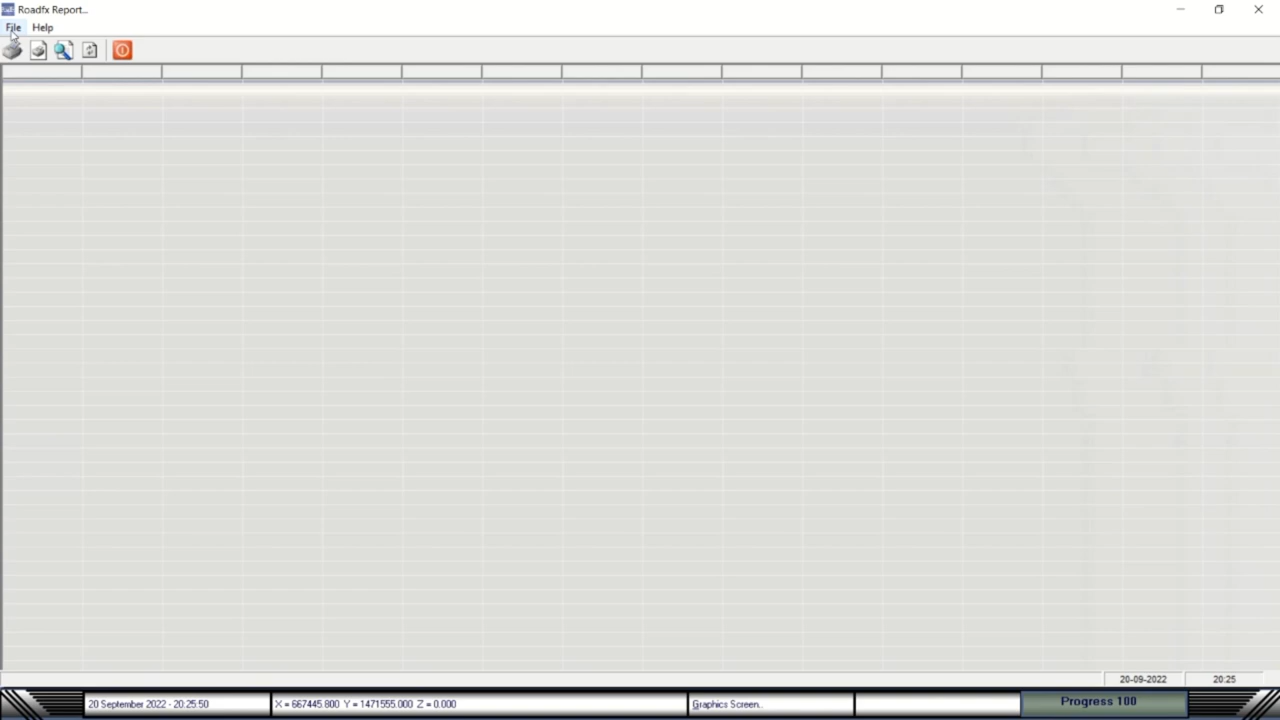 Roadfx Report...
File Help
20-09-2022 20:25
20 September 2022 - 20:25:50 X = 667445.800 Y = 1471555.000 Z = 0.000 Graphics Screen.. Progress 100